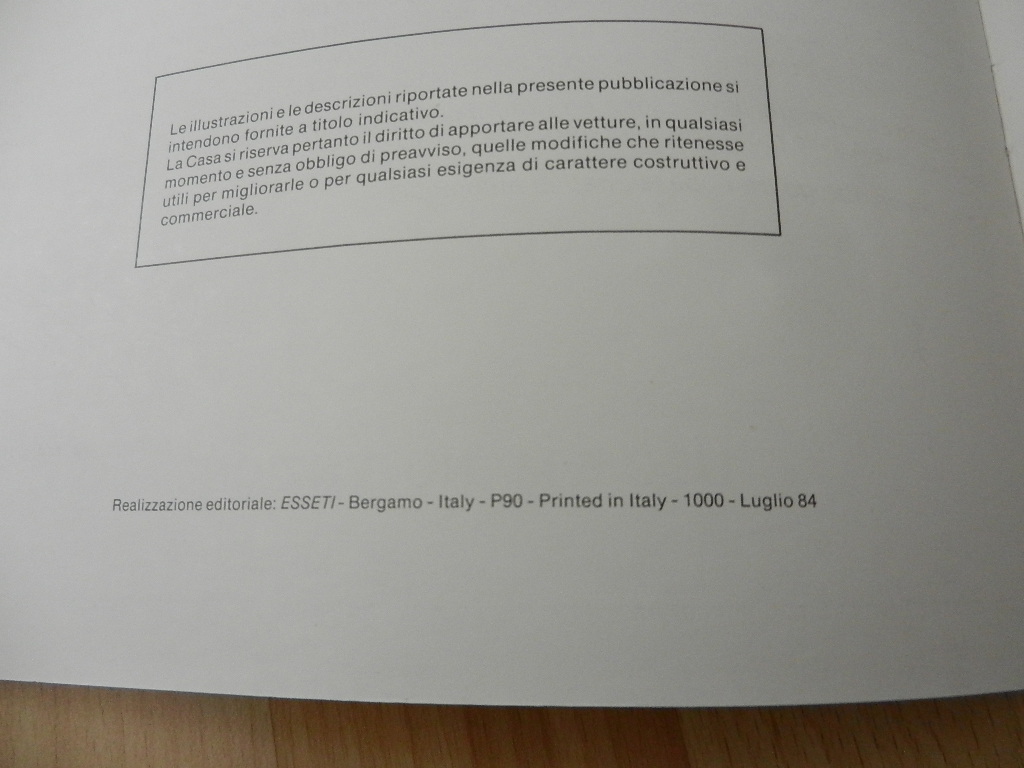 Le illustrazioni e le descrizioni riportate nella presente pubblicazione si
intendono fornite a titolo indicativo.
La Casa si riserva pertanto il diritto di apportare alle vetture, in qualsiasi
momento e senza obbligo di preavviso, quelle modifiche che ritenesse
utili per migliorarle o per qualsiasi esigenza di carattere costruttivo e
commerciale.
Realizzazione editoriale: ESSETI - Bergamo - Italy - P90 - Printed in Italy - 1000 - Luglio 84